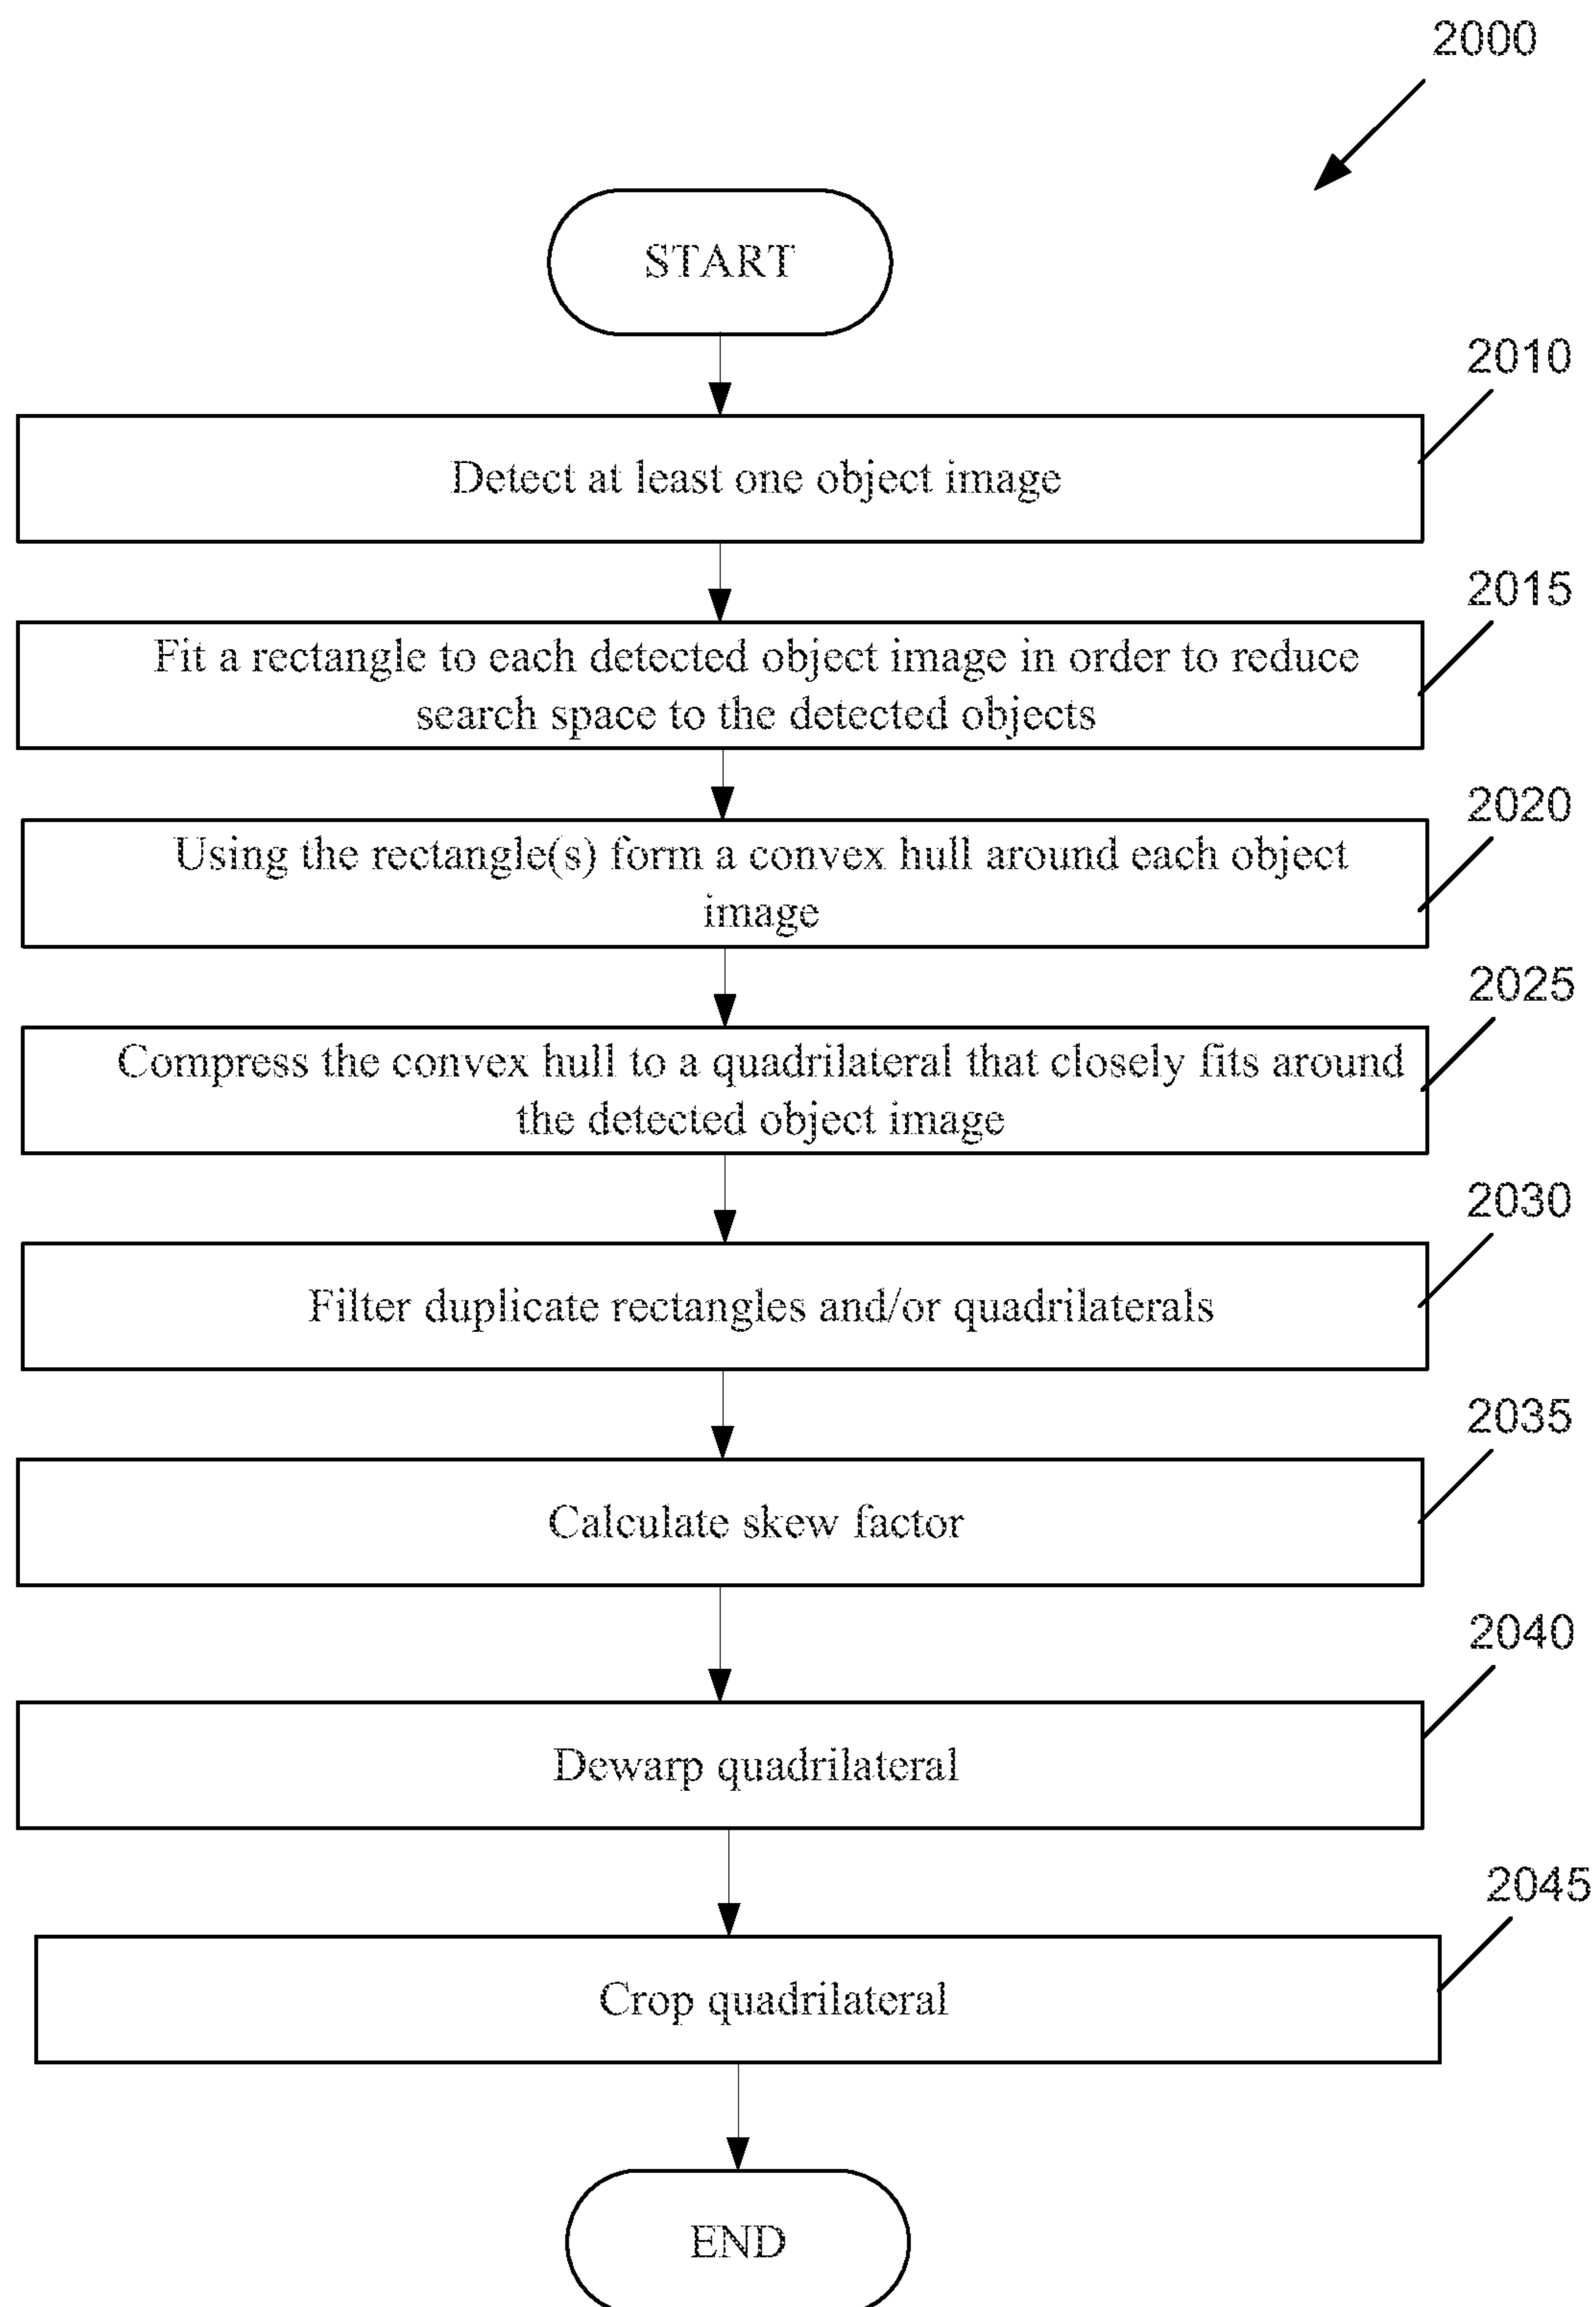 2000
START
2010
Detect at least one object image
2015
Fit a rectangle to each detected object image in order to reduce
search space to the detected objects
2020
Using the rectangle(s) form a convex hull around each object
image
2025
Compress the convex hull to a quadrilateral that closely fits around
the detected object image
2030
Filter duplicate rectangles and/or quadrilaterals
2035
Calculate skew factor
2040
Dewarp quadrilateral
2045
Crop quadrilateral
END